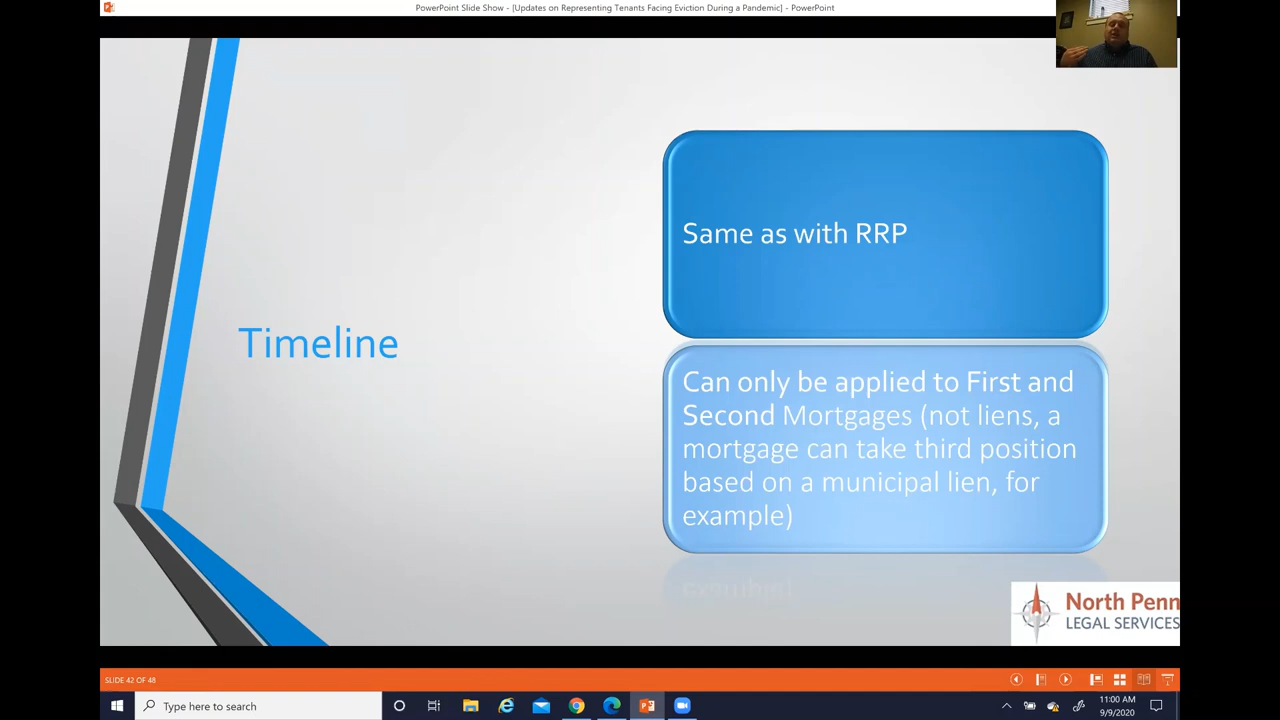 PowerPoint Slide Show - [Updates on Representing Tenants Facing Eviction During a Pandemic] - PowerPoint
Timeline
Same as with RRP
Can only be applied to First and
Second Mortgages (not liens, a
mortgage can take third position
based on a municipal lien, for
example)
North Penn
LEGAL SERVICES
SLIDE 42 OF 48
Type here to search
11:00 AM
9/9/2020